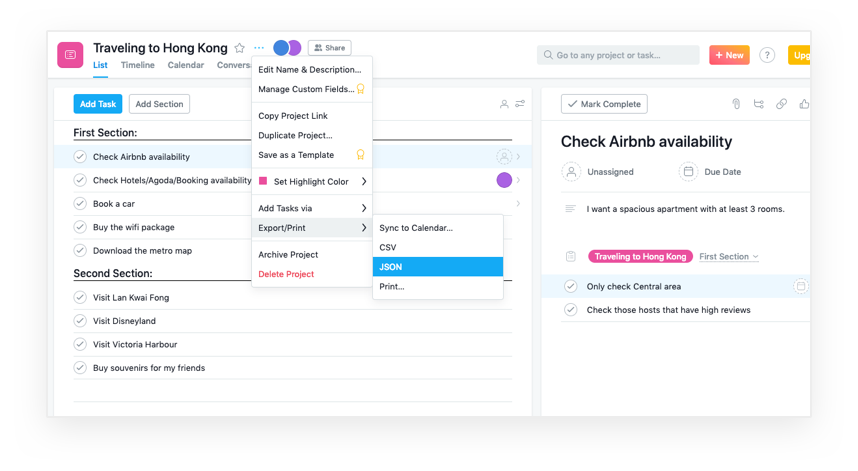 Traveling to Hong Kong
Share
Go to any project or task...
+ New
?
Upg
List
Timeline
Calendar
Convers
Edit Name & Description...
Manage Custom Fields...
Copy Project Link
Duplicate Project...
Save as a Template
Set Highlight Color
Add Tasks via
Export/Print
Archive Project
Delete Project
Sync to Calendar...
CSV
JSON
Print...
Add Task
Add Section
First Section:
Check Airbnb availability
Check Hotels/Agoda/Booking availability
Book a car
Buy the wifi package
Download the metro map
Second Section:
Visit Lan Kwai Fong
Visit Disneyland
Visit Victoria Harbour
Buy souvenirs for my friends
Mark Complete
Check Airbnb availability
Unassigned
Due Date
I want a spacious apartment with at least 3 rooms.
Traveling to Hong Kong
First Section
Only check Central area
Check those hosts that have high reviews